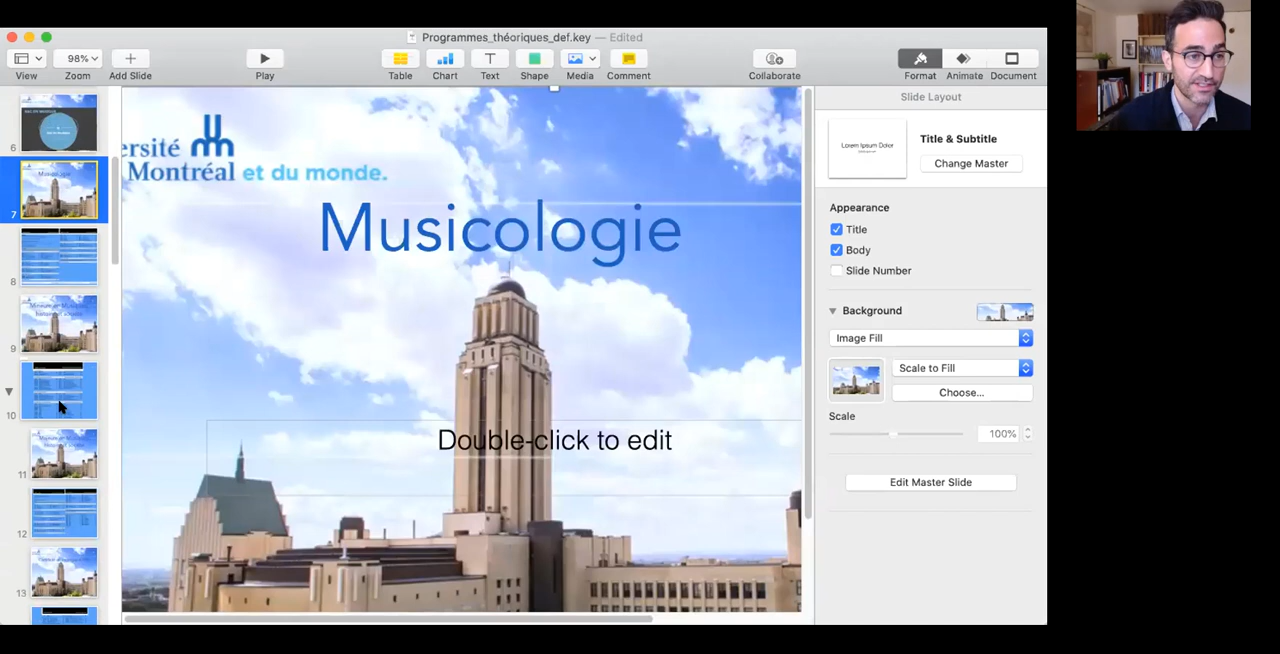 Programmes_théoriques_def.key — Edited
View
98%
Zoom
Add Slide
Play
Table
Chart
Text
Shape
Media
Comment
Collaborate
Format
Animate
Document
Slide Layout
6
7
8
9
10
11
12
13
ersité
Montréal et du monde.
Musicologie
Double-click to edit
Lorem Ipsum Dolor
Title & Subtitle
Change Master
Appearance
Title
Body
Slide Number
Background
Image Fill
Scale to Fill
Choose...
Scale
100%
Edit Master Slide